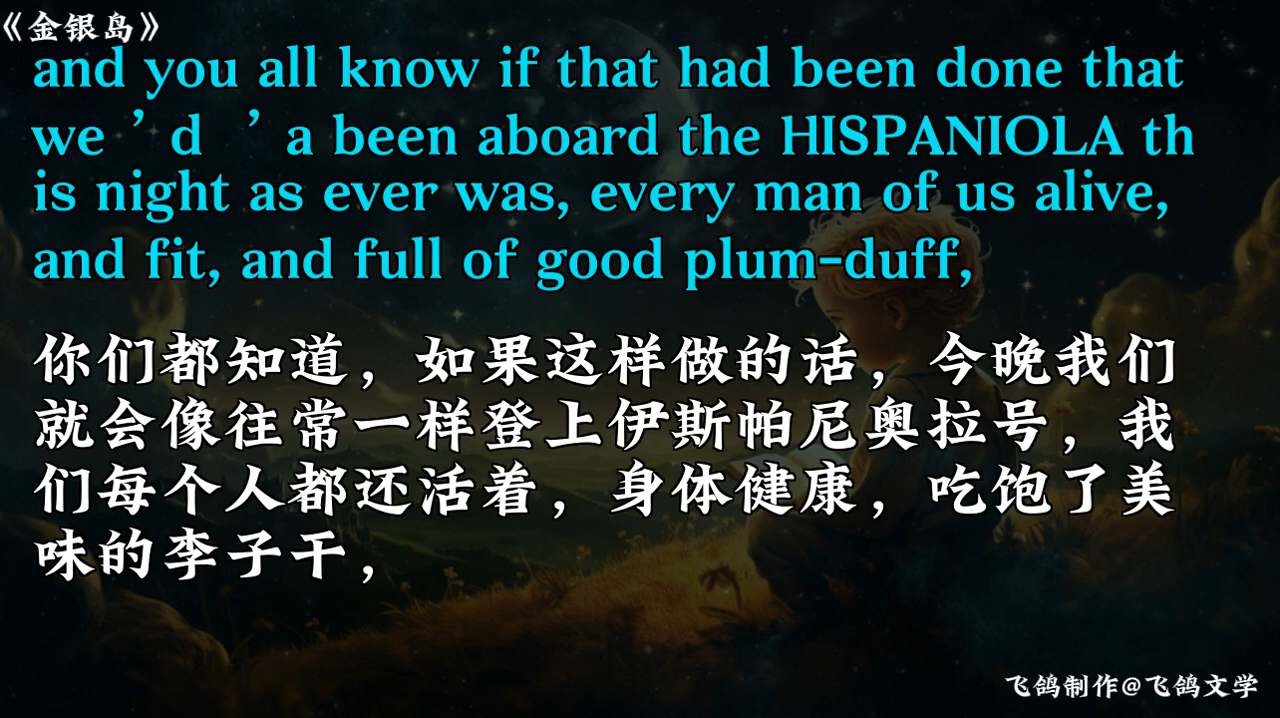 《金银岛》
and you all know if that had been done that
we ’ d ’ a been aboard the HISPANIOLA th
is night as ever was, every man of us alive,
and fit, and full of good plum-duff,
你们都知道，如果这样做的话，今晚我们
就会像往常一样登上伊斯帕尼奥拉号，我
们每个人都还活着，身体健康，吃饱了美
味的李子干，
飞鸽制作@飞鸽文学